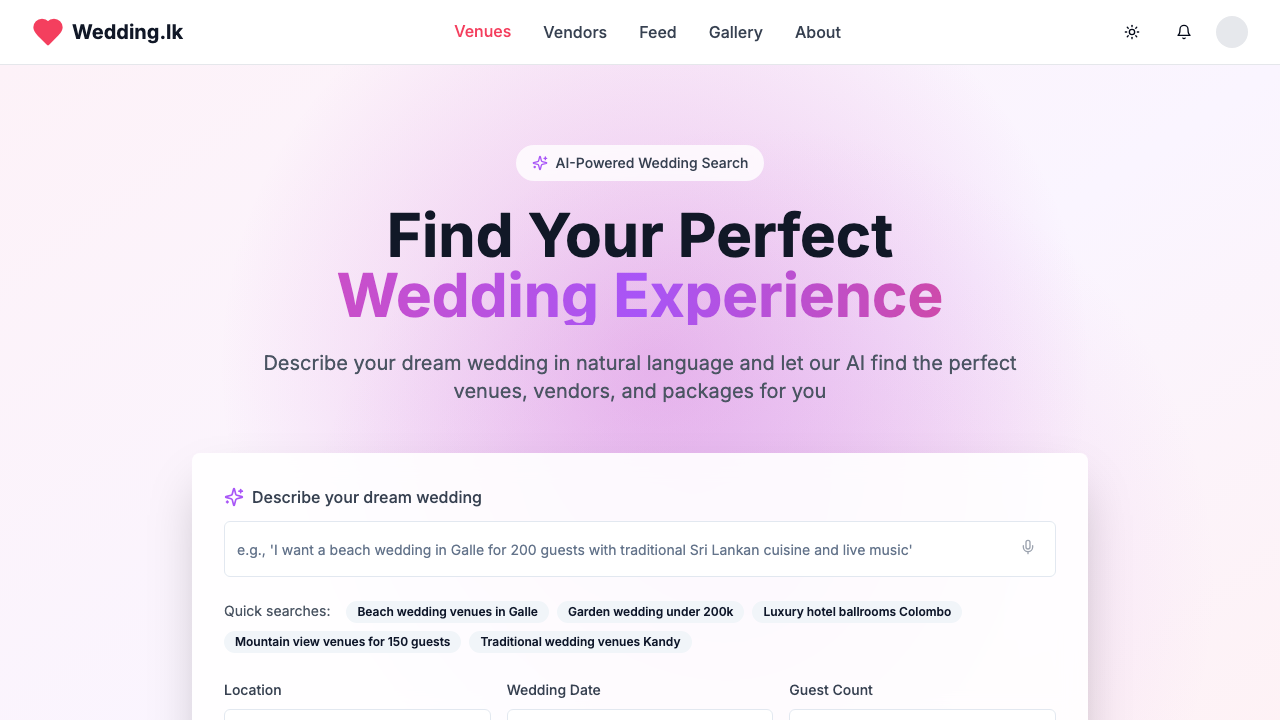 Wedding.lk
Venues
Vendors
Feed
Gallery
About
AI-Powered Wedding Search
Find Your Perfect
Wedding Experience
Describe your dream wedding in natural language and let our AI find the perfect
venues, vendors, and packages for you
Describe your dream wedding
e.g., 'I want a beach wedding in Galle for 200 guests with traditional Sri Lankan cuisine and live music'
Quick searches:
Beach wedding venues in Galle
Garden wedding under 200k
Luxury hotel ballrooms Colombo
Mountain view venues for 150 guests
Traditional wedding venues Kandy
Location
Wedding Date
Guest Count